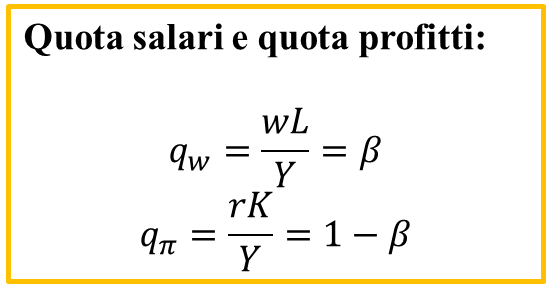 Quota salari e quota profitti:
q_w = wL/Y = β
q_π = rK/Y = 1 − β